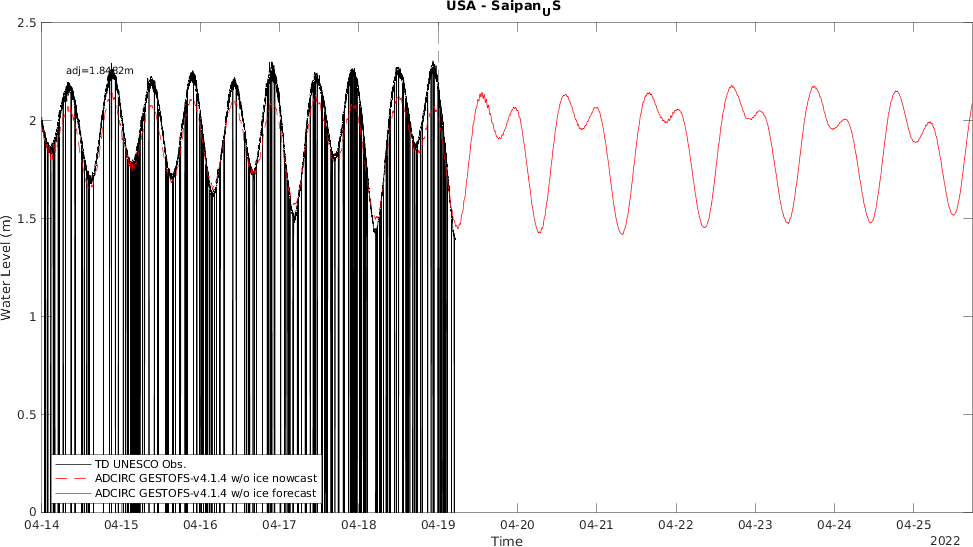 USA - Saipan_US
2.5
2
1.5
1
0.5
0
Water Level (m)
adj=1.8482m
TD UNESCO Obs.
ADCIRC GESTOFS-v4.1.4 w/o ice nowcast
ADCIRC GESTOFS-v4.1.4 w/o ice forecast
04-14 04-15 04-16 04-17 04-18 04-19 04-20 04-21 04-22 04-23 04-24 04-25
Time
2022